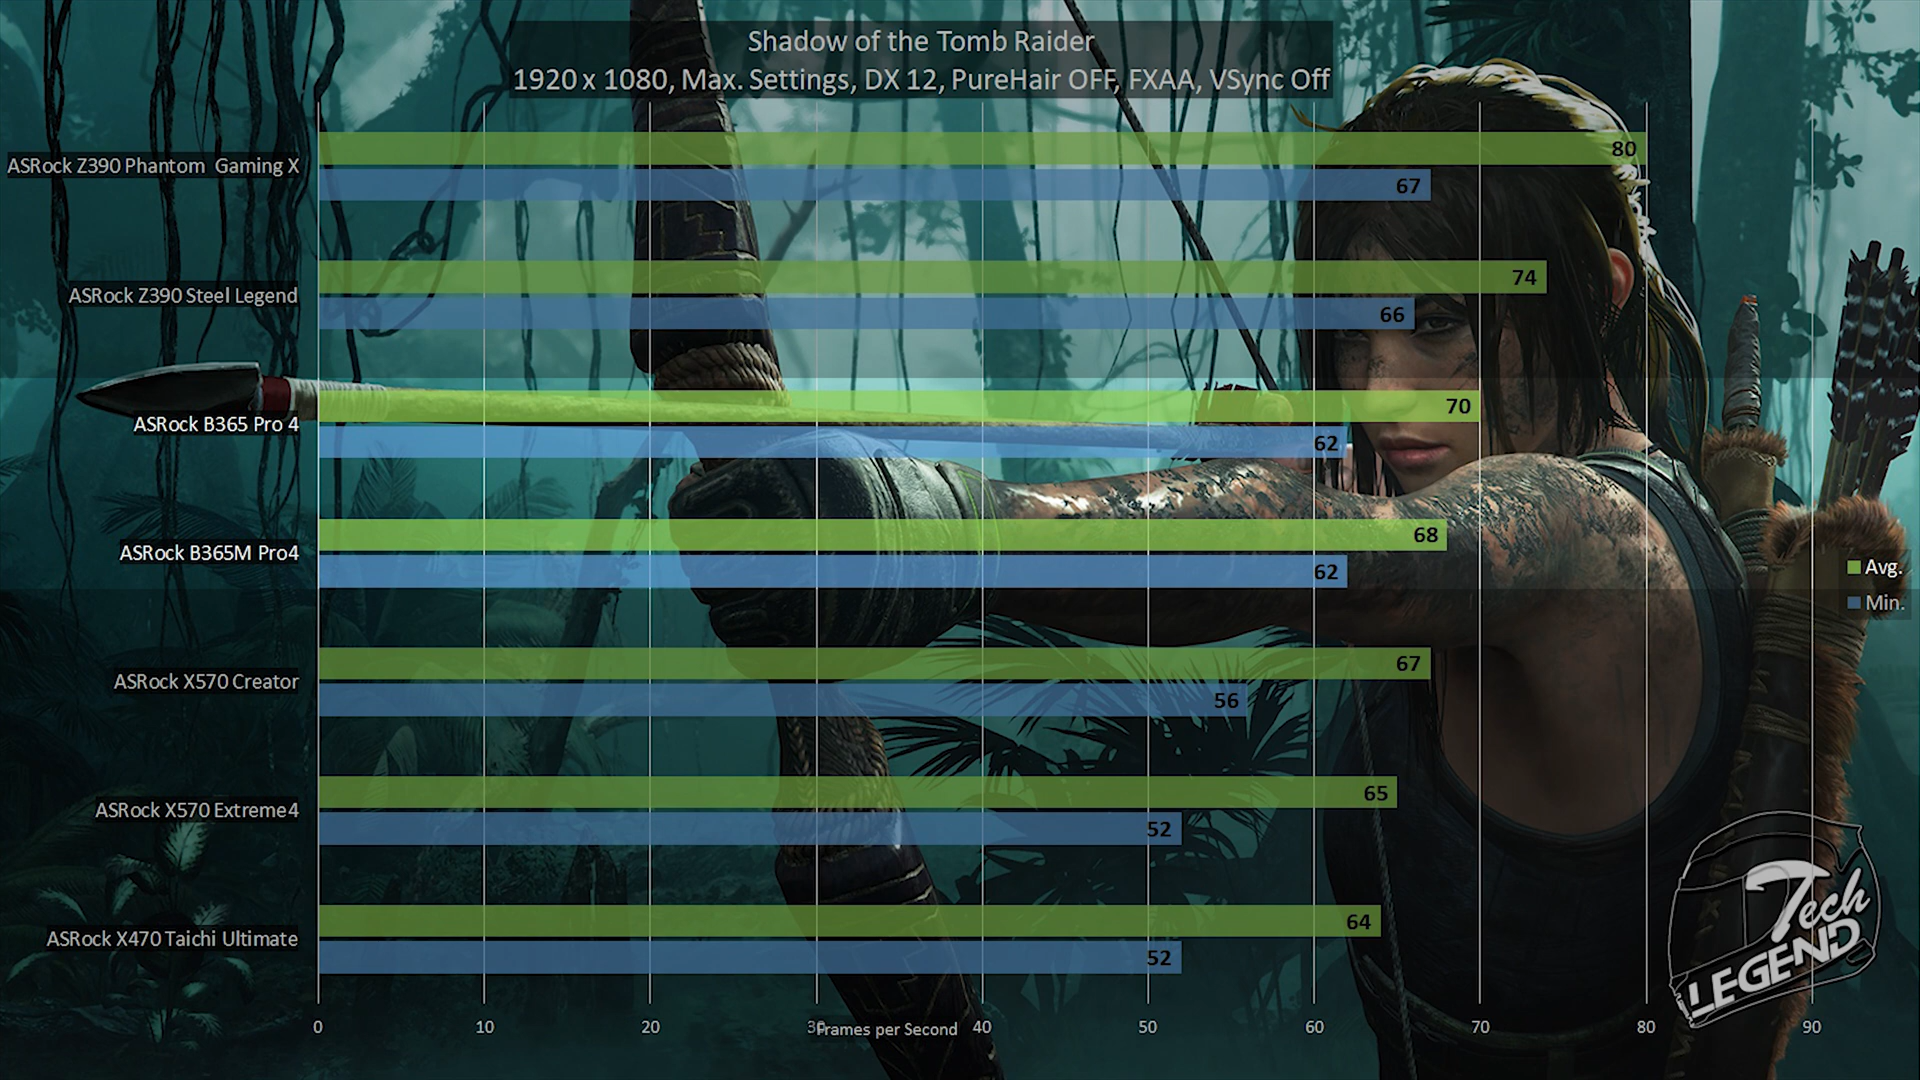 Shadow of the Tomb Raider
1920 x 1080, Max. Settings, DX 12, PureHair OFF, FXAA, VSync Off
ASRock Z390 Phantom Gaming X
80
67
ASRock Z390 Steel Legend
74
66
ASRock B365 Pro 4
70
62
ASRock B365M Pro4
68
62
Avg.
Min.
ASRock X570 Creator
67
56
ASRock X570 Extreme4
65
52
ASRock X470 Taichi Ultimate
64
52
Tech
LEGEND
0 10 20 30 40 50 60 70 80 90
Frames per Second